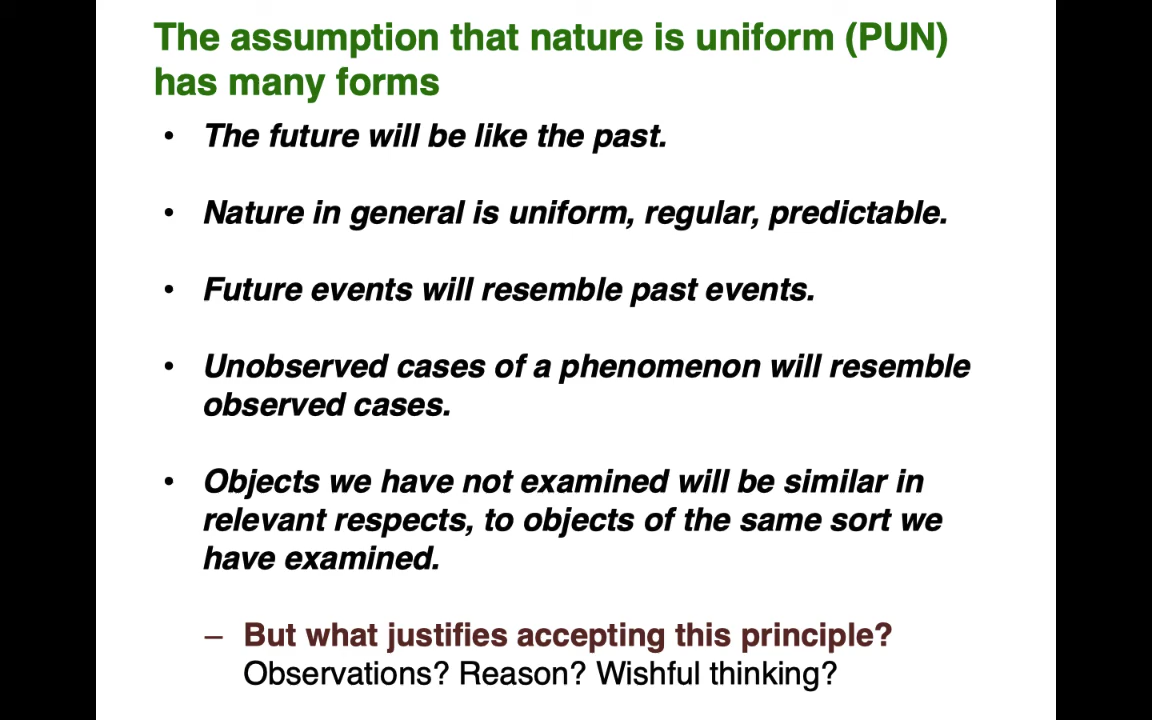 The assumption that nature is uniform (PUN)
has many forms
• The future will be like the past.
• Nature in general is uniform, regular, predictable.
• Future events will resemble past events.
• Unobserved cases of a phenomenon will resemble
observed cases.
• Objects we have not examined will be similar in
relevant respects, to objects of the same sort we
have examined.
– But what justifies accepting this principle?
Observations? Reason? Wishful thinking?